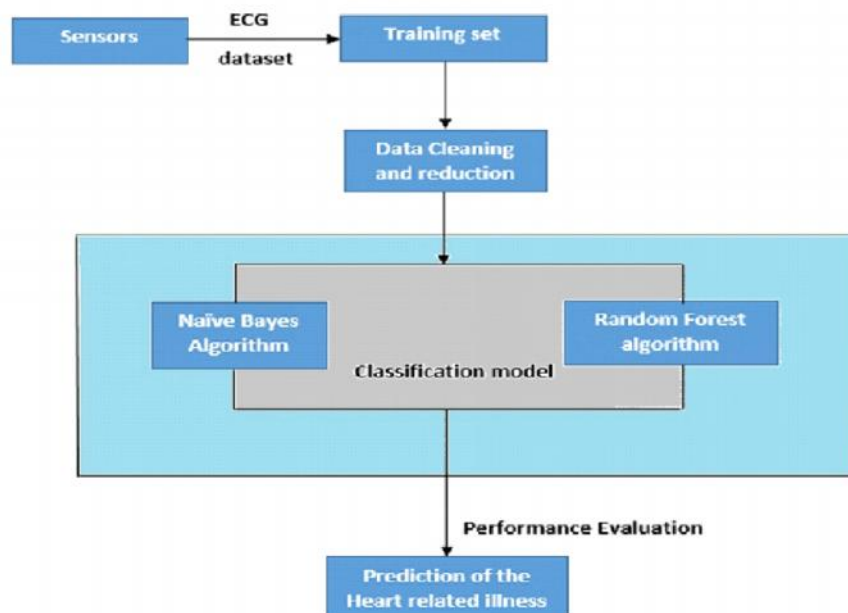 Sensors
ECG
dataset
Training set
Data Cleaning
and reduction
Naïve Bayes
Algorithm
Random Forest
algorithm
Classification model
Performance Evaluation
Prediction of the
Heart related illness